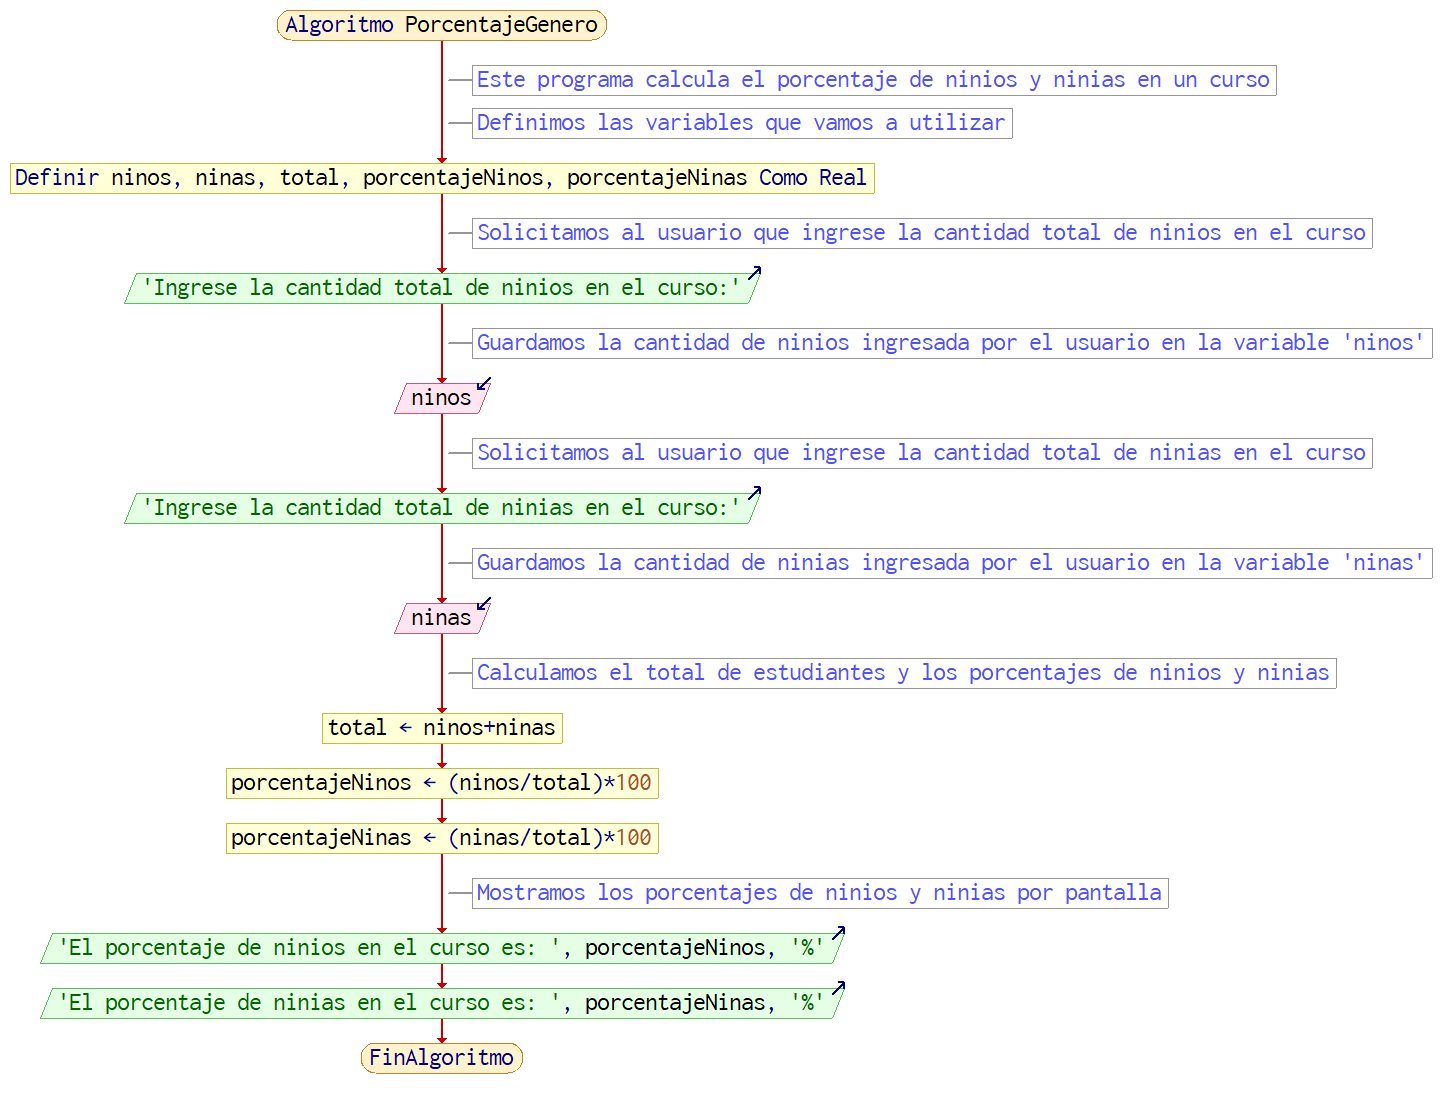 Algoritmo PorcentajeGenero
Este programa calcula el porcentaje de ninios y ninias en un curso
Definimos las variables que vamos a utilizar
Definir ninos, ninas, total, porcentajeNinos, porcentajeNinas Como Real
Solicitamos al usuario que ingrese la cantidad total de ninios en el curso
'Ingrese la cantidad total de ninios en el curso:'
Guardamos la cantidad de ninios ingresada por el usuario en la variable 'ninos'
ninos
Solicitamos al usuario que ingrese la cantidad total de ninias en el curso
'Ingrese la cantidad total de ninias en el curso:'
Guardamos la cantidad de ninias ingresada por el usuario en la variable 'ninas'
ninas
Calculamos el total de estudiantes y los porcentajes de ninios y ninias
total ← ninos+ninas
porcentajeNinos ← (ninos/total)*100
porcentajeNinas ← (ninas/total)*100
Mostramos los porcentajes de ninios y ninias por pantalla
'El porcentaje de ninios en el curso es: ', porcentajeNinos, '%'
'El porcentaje de ninias en el curso es: ', porcentajeNinas, '%'
FinAlgoritmo